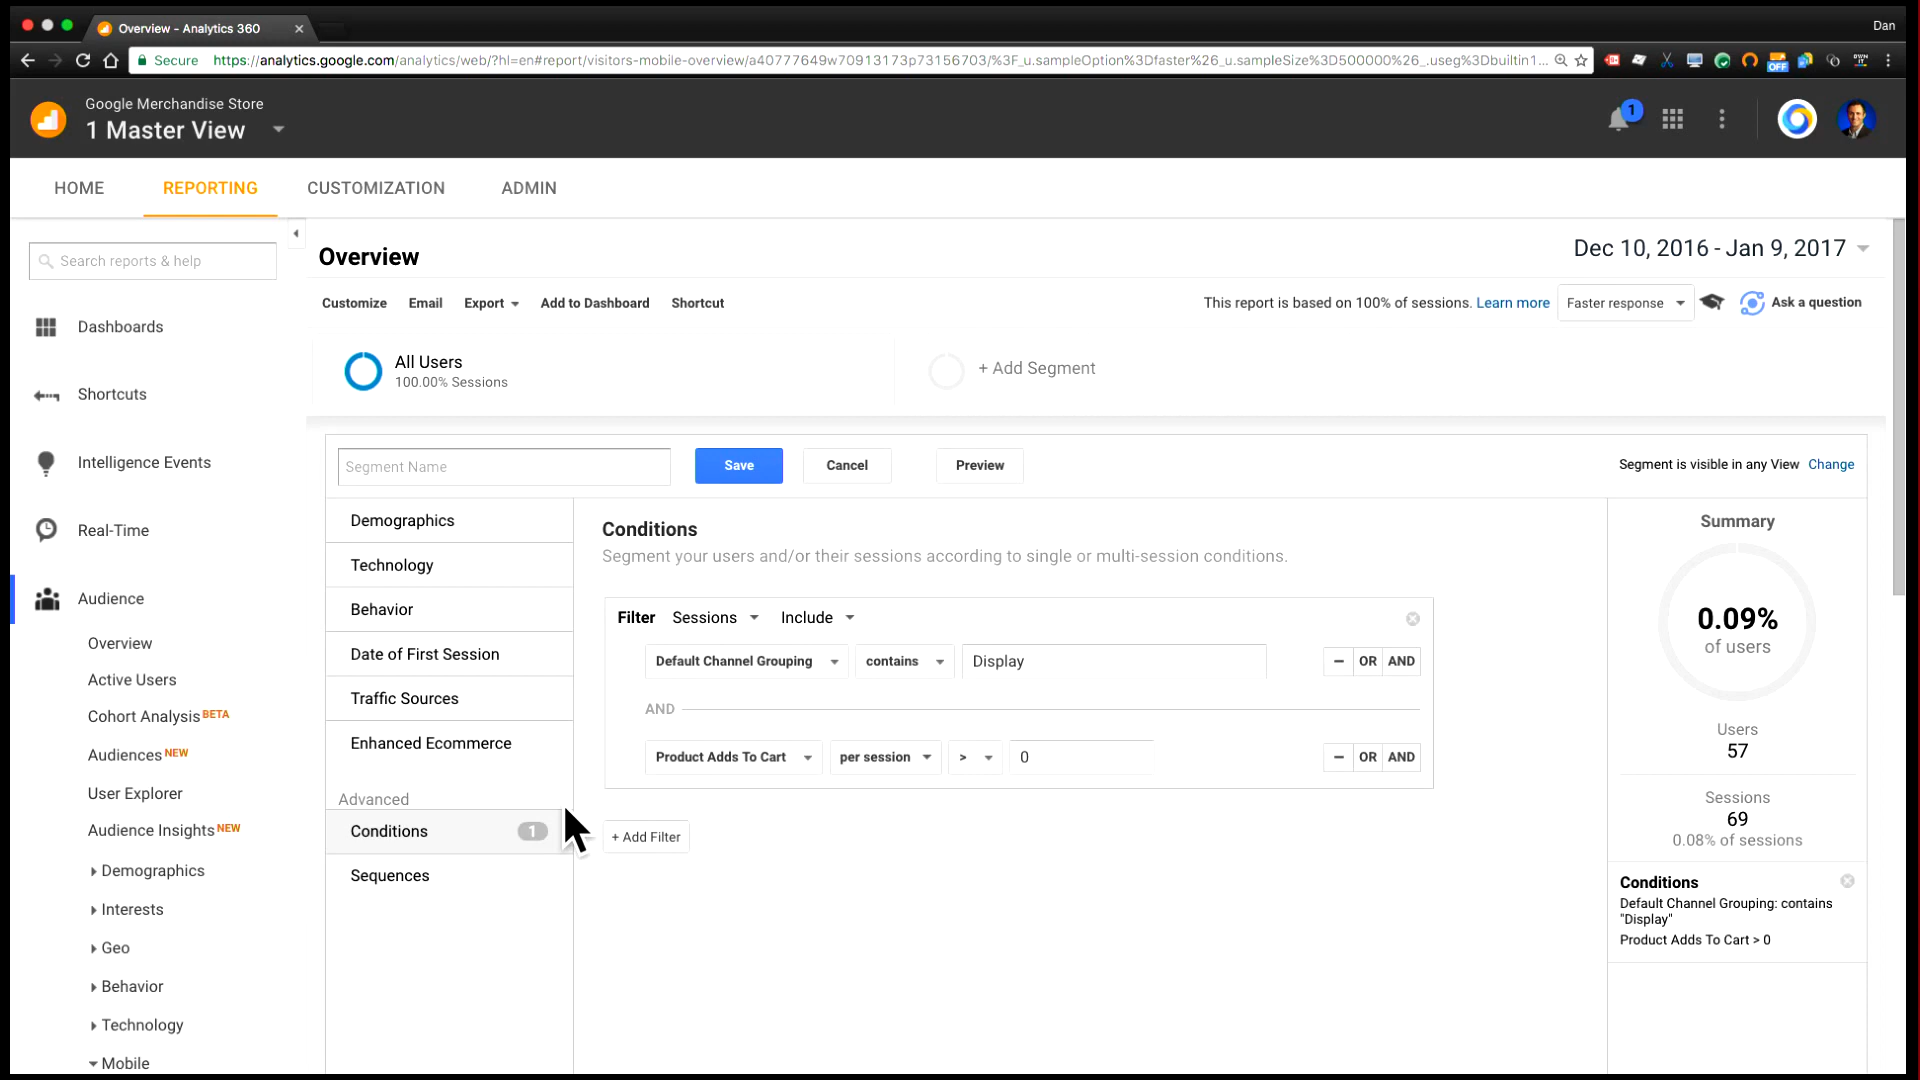 Overview - Analytics 360
Dan
Secure https://analytics.google.com/analytics/web/?hl=en#report/visitors-mobile-overview/a40777649w70913173p73156703/%3F_u.sampleOption%3Dfaster%26_u.sampleSize%3D500000%26_.useg%3Dbuiltin1...
OFF
Google Merchandise Store
1 Master View
1
HOME
REPORTING
CUSTOMIZATION
ADMIN
Search reports & help
Dashboards
Shortcuts
Intelligence Events
Real-Time
Audience
Overview
Active Users
Cohort Analysis BETA
Audiences NEW
User Explorer
Audience Insights NEW
Demographics
Interests
Geo
Behavior
Technology
Mobile
Overview
Dec 10, 2016 - Jan 9, 2017
Customize Email Export Add to Dashboard Shortcut
This report is based on 100% of sessions. Learn more
Faster response
Ask a question
All Users
100.00% Sessions
+ Add Segment
Segment Name
Save
Cancel
Preview
Segment is visible in any View Change
Demographics
Technology
Behavior
Date of First Session
Traffic Sources
Enhanced Ecommerce
Advanced
Conditions 1
Sequences
Conditions
Segment your users and/or their sessions according to single or multi-session conditions.
Filter Sessions Include
Default Channel Grouping contains Display - OR AND
AND
Product Adds To Cart per session > 0 - OR AND
+ Add Filter
Summary
0.09%
of users
Users
57
Sessions
69
0.08% of sessions
Conditions
Default Channel Grouping: contains
"Display"
Product Adds To Cart > 0